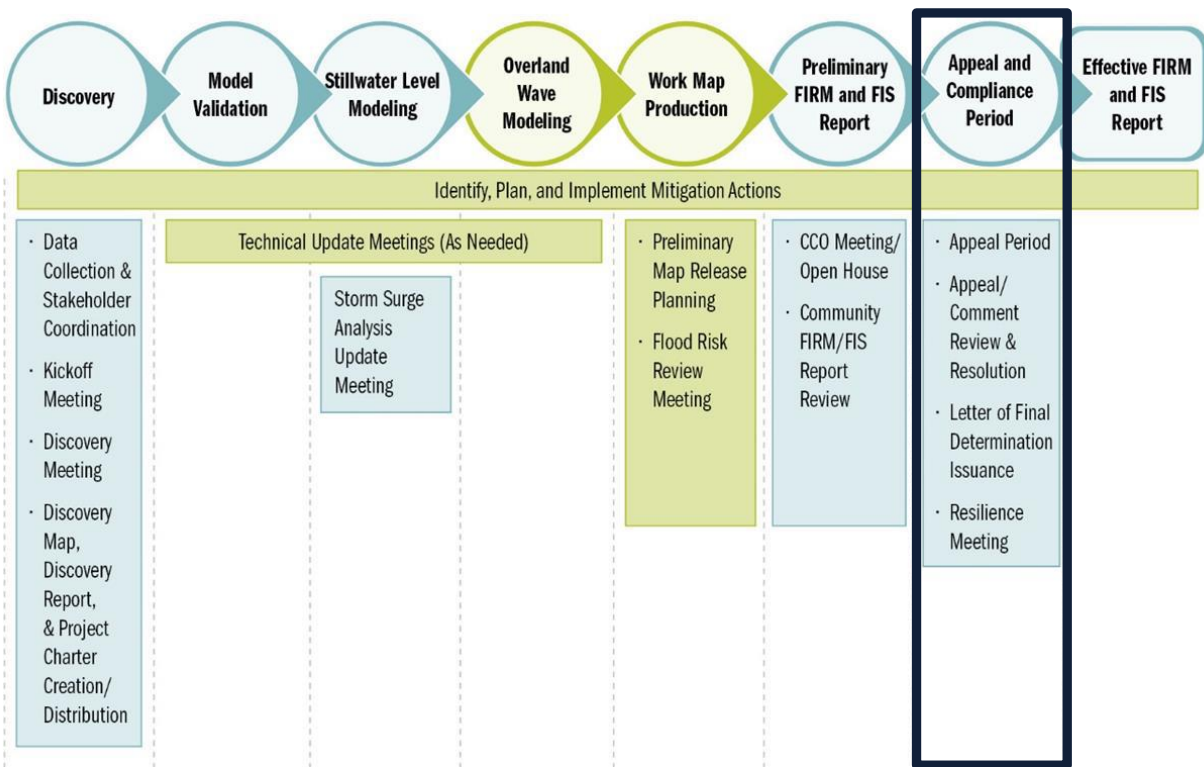 Discovery
Model
Validation
Stillwater Level
Modeling
Overland
Wave
Modeling
Work Map
Production
Preliminary
FIRM and FIS
Report
Appeal and
Compliance
Period
Effective FIRM
and FIS
Report
Identify, Plan, and Implement Mitigation Actions
· Data
Collection &
Stakeholder
Coordination
· Kickoff
Meeting
· Discovery
Meeting
· Discovery
Map,
Discovery
Report,
& Project
Charter
Creation/
Distribution
Technical Update Meetings (As Needed)
Storm Surge
Analysis
Update
Meeting
· Preliminary
Map Release
Planning
· Flood Risk
Review
Meeting
· CCO Meeting/
Open House
· Community
FIRM/FIS
Report
Review
· Appeal Period
· Appeal/
Comment
Review &
Resolution
· Letter of Final
Determination
Issuance
· Resilience
Meeting